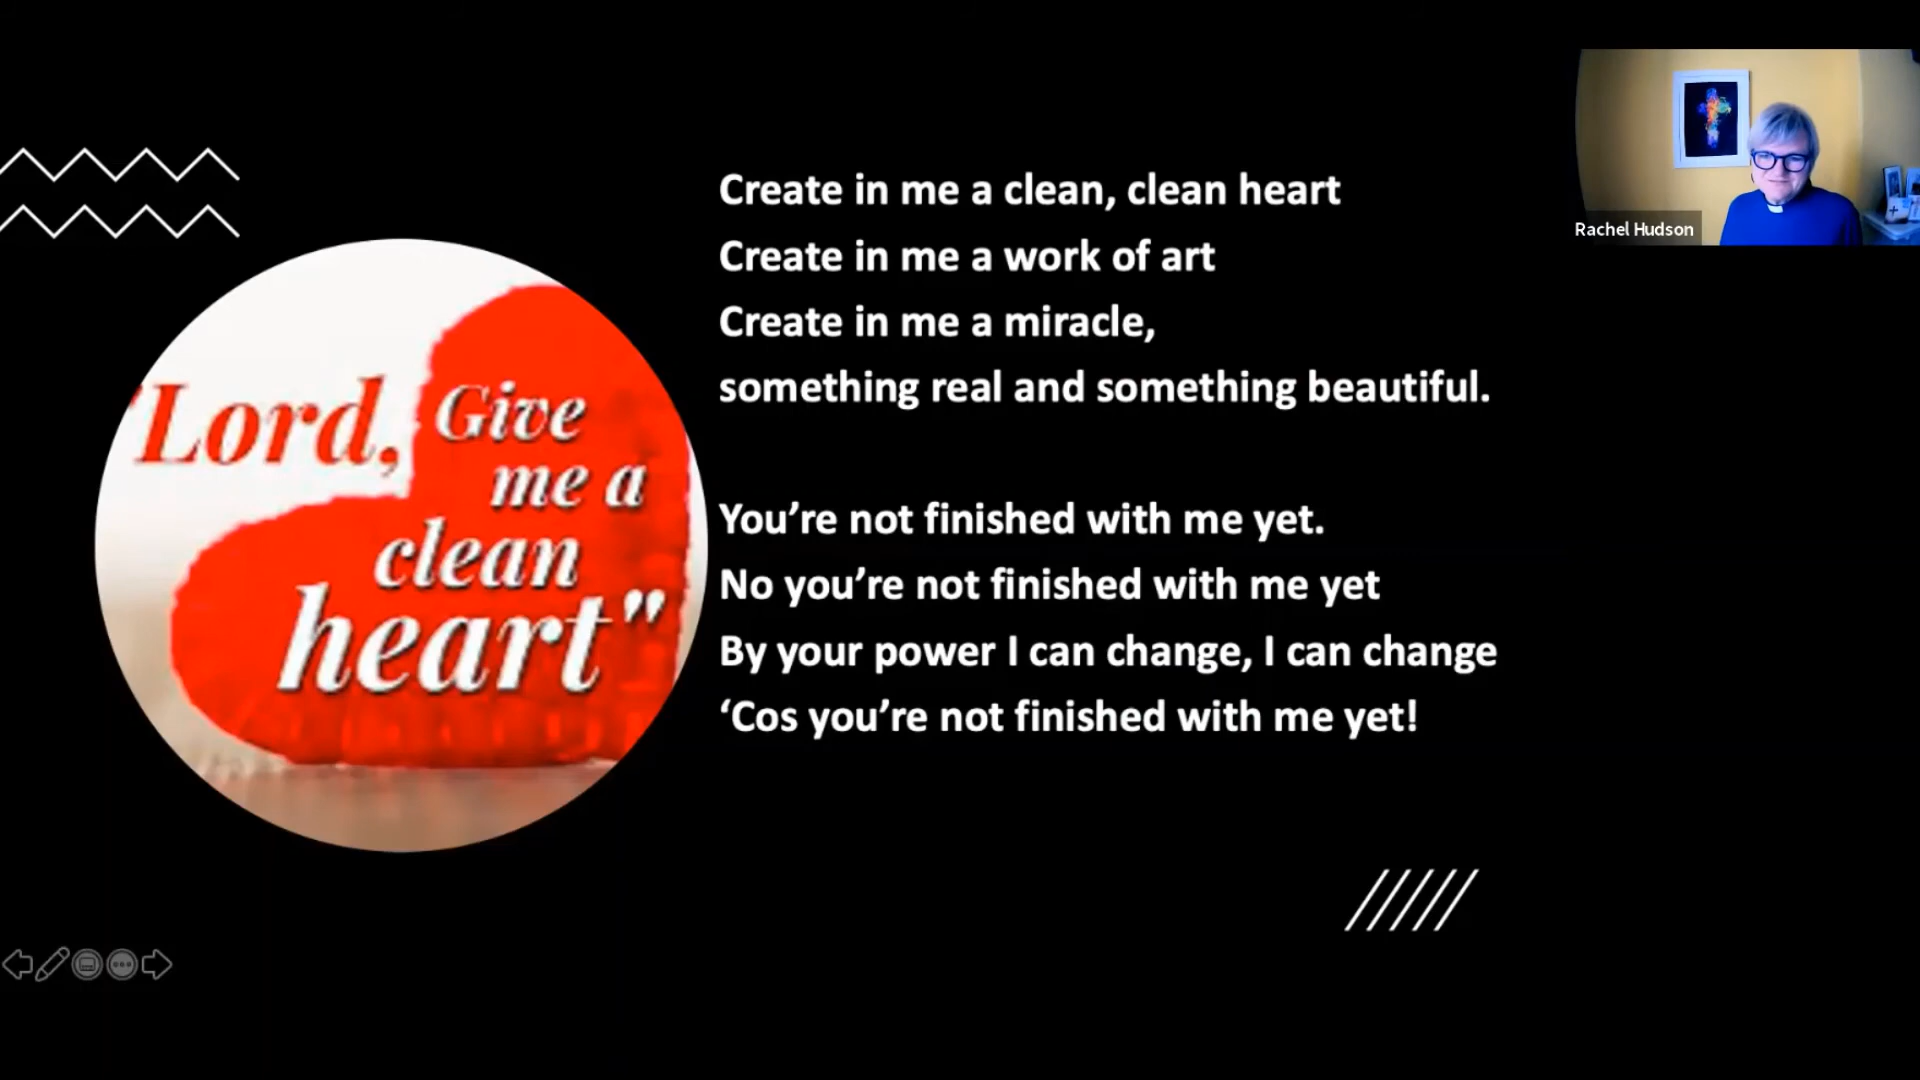 Create in me a clean, clean heart
Create in me a work of art
Create in me a miracle,
something real and something beautiful.
You’re not finished with me yet.
No you’re not finished with me yet
By your power I can change, I can change
‘Cos you’re not finished with me yet!
"Lord, Give
me a
clean
heart"
Rachel Hudson